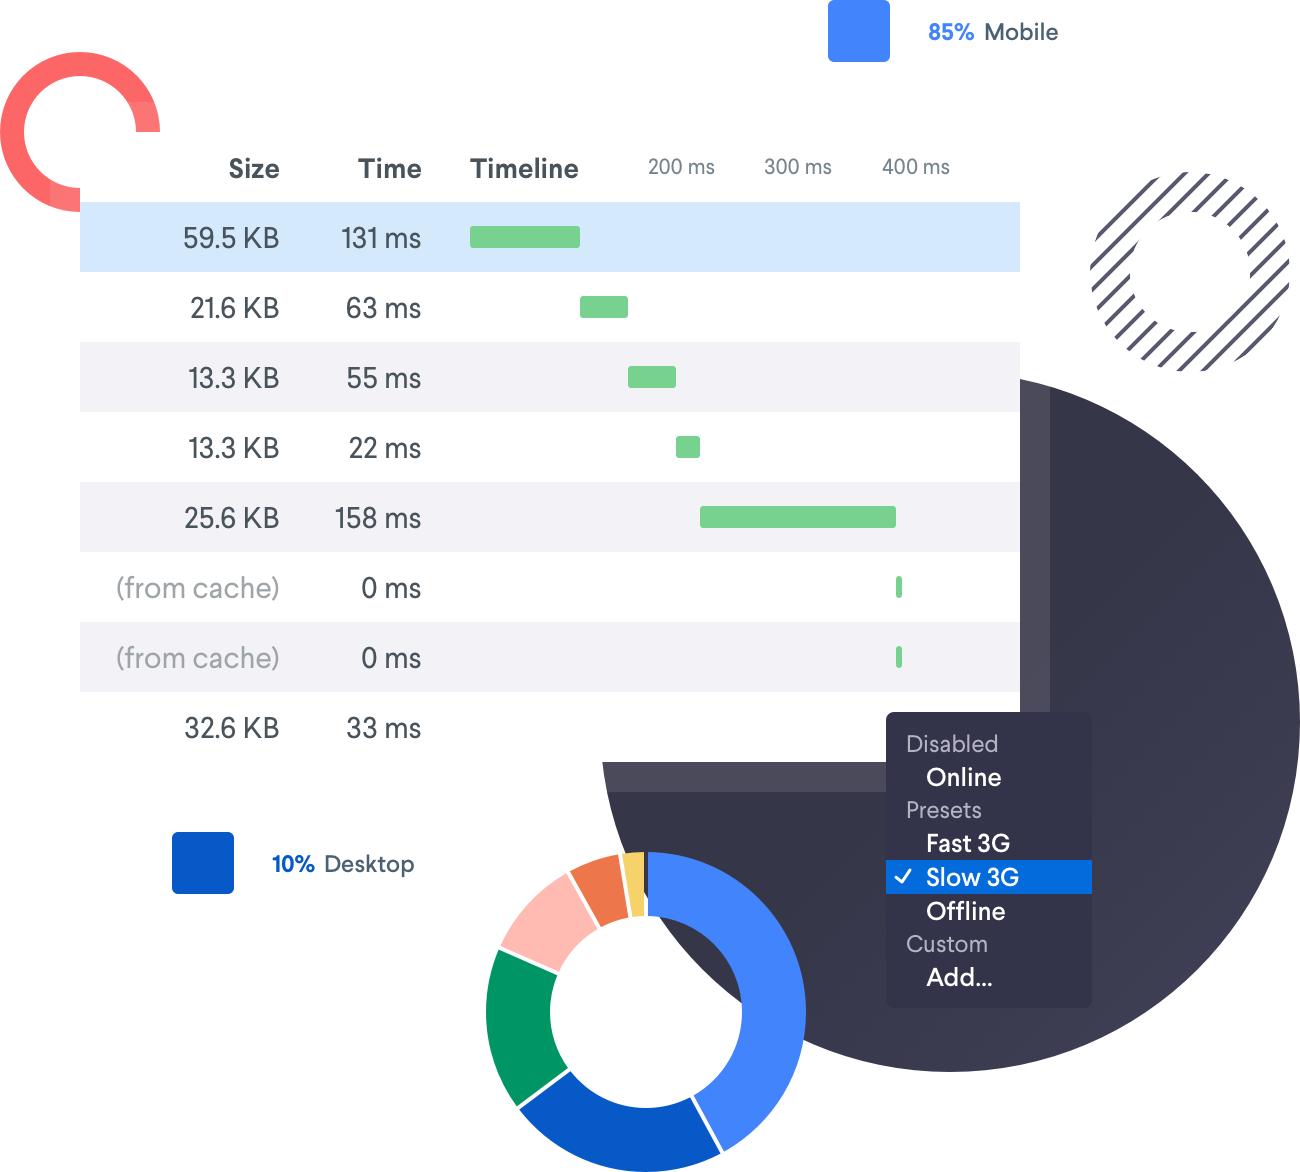 85% Mobile
Size Time Timeline 200 ms 300 ms 400 ms
59.5 KB 131 ms
21.6 KB 63 ms
13.3 KB 55 ms
13.3 KB 22 ms
25.6 KB 158 ms
(from cache) 0 ms
(from cache) 0 ms
32.6 KB 33 ms
Disabled
Online
Presets
Fast 3G
Slow 3G
Offline
Custom
Add...
10% Desktop